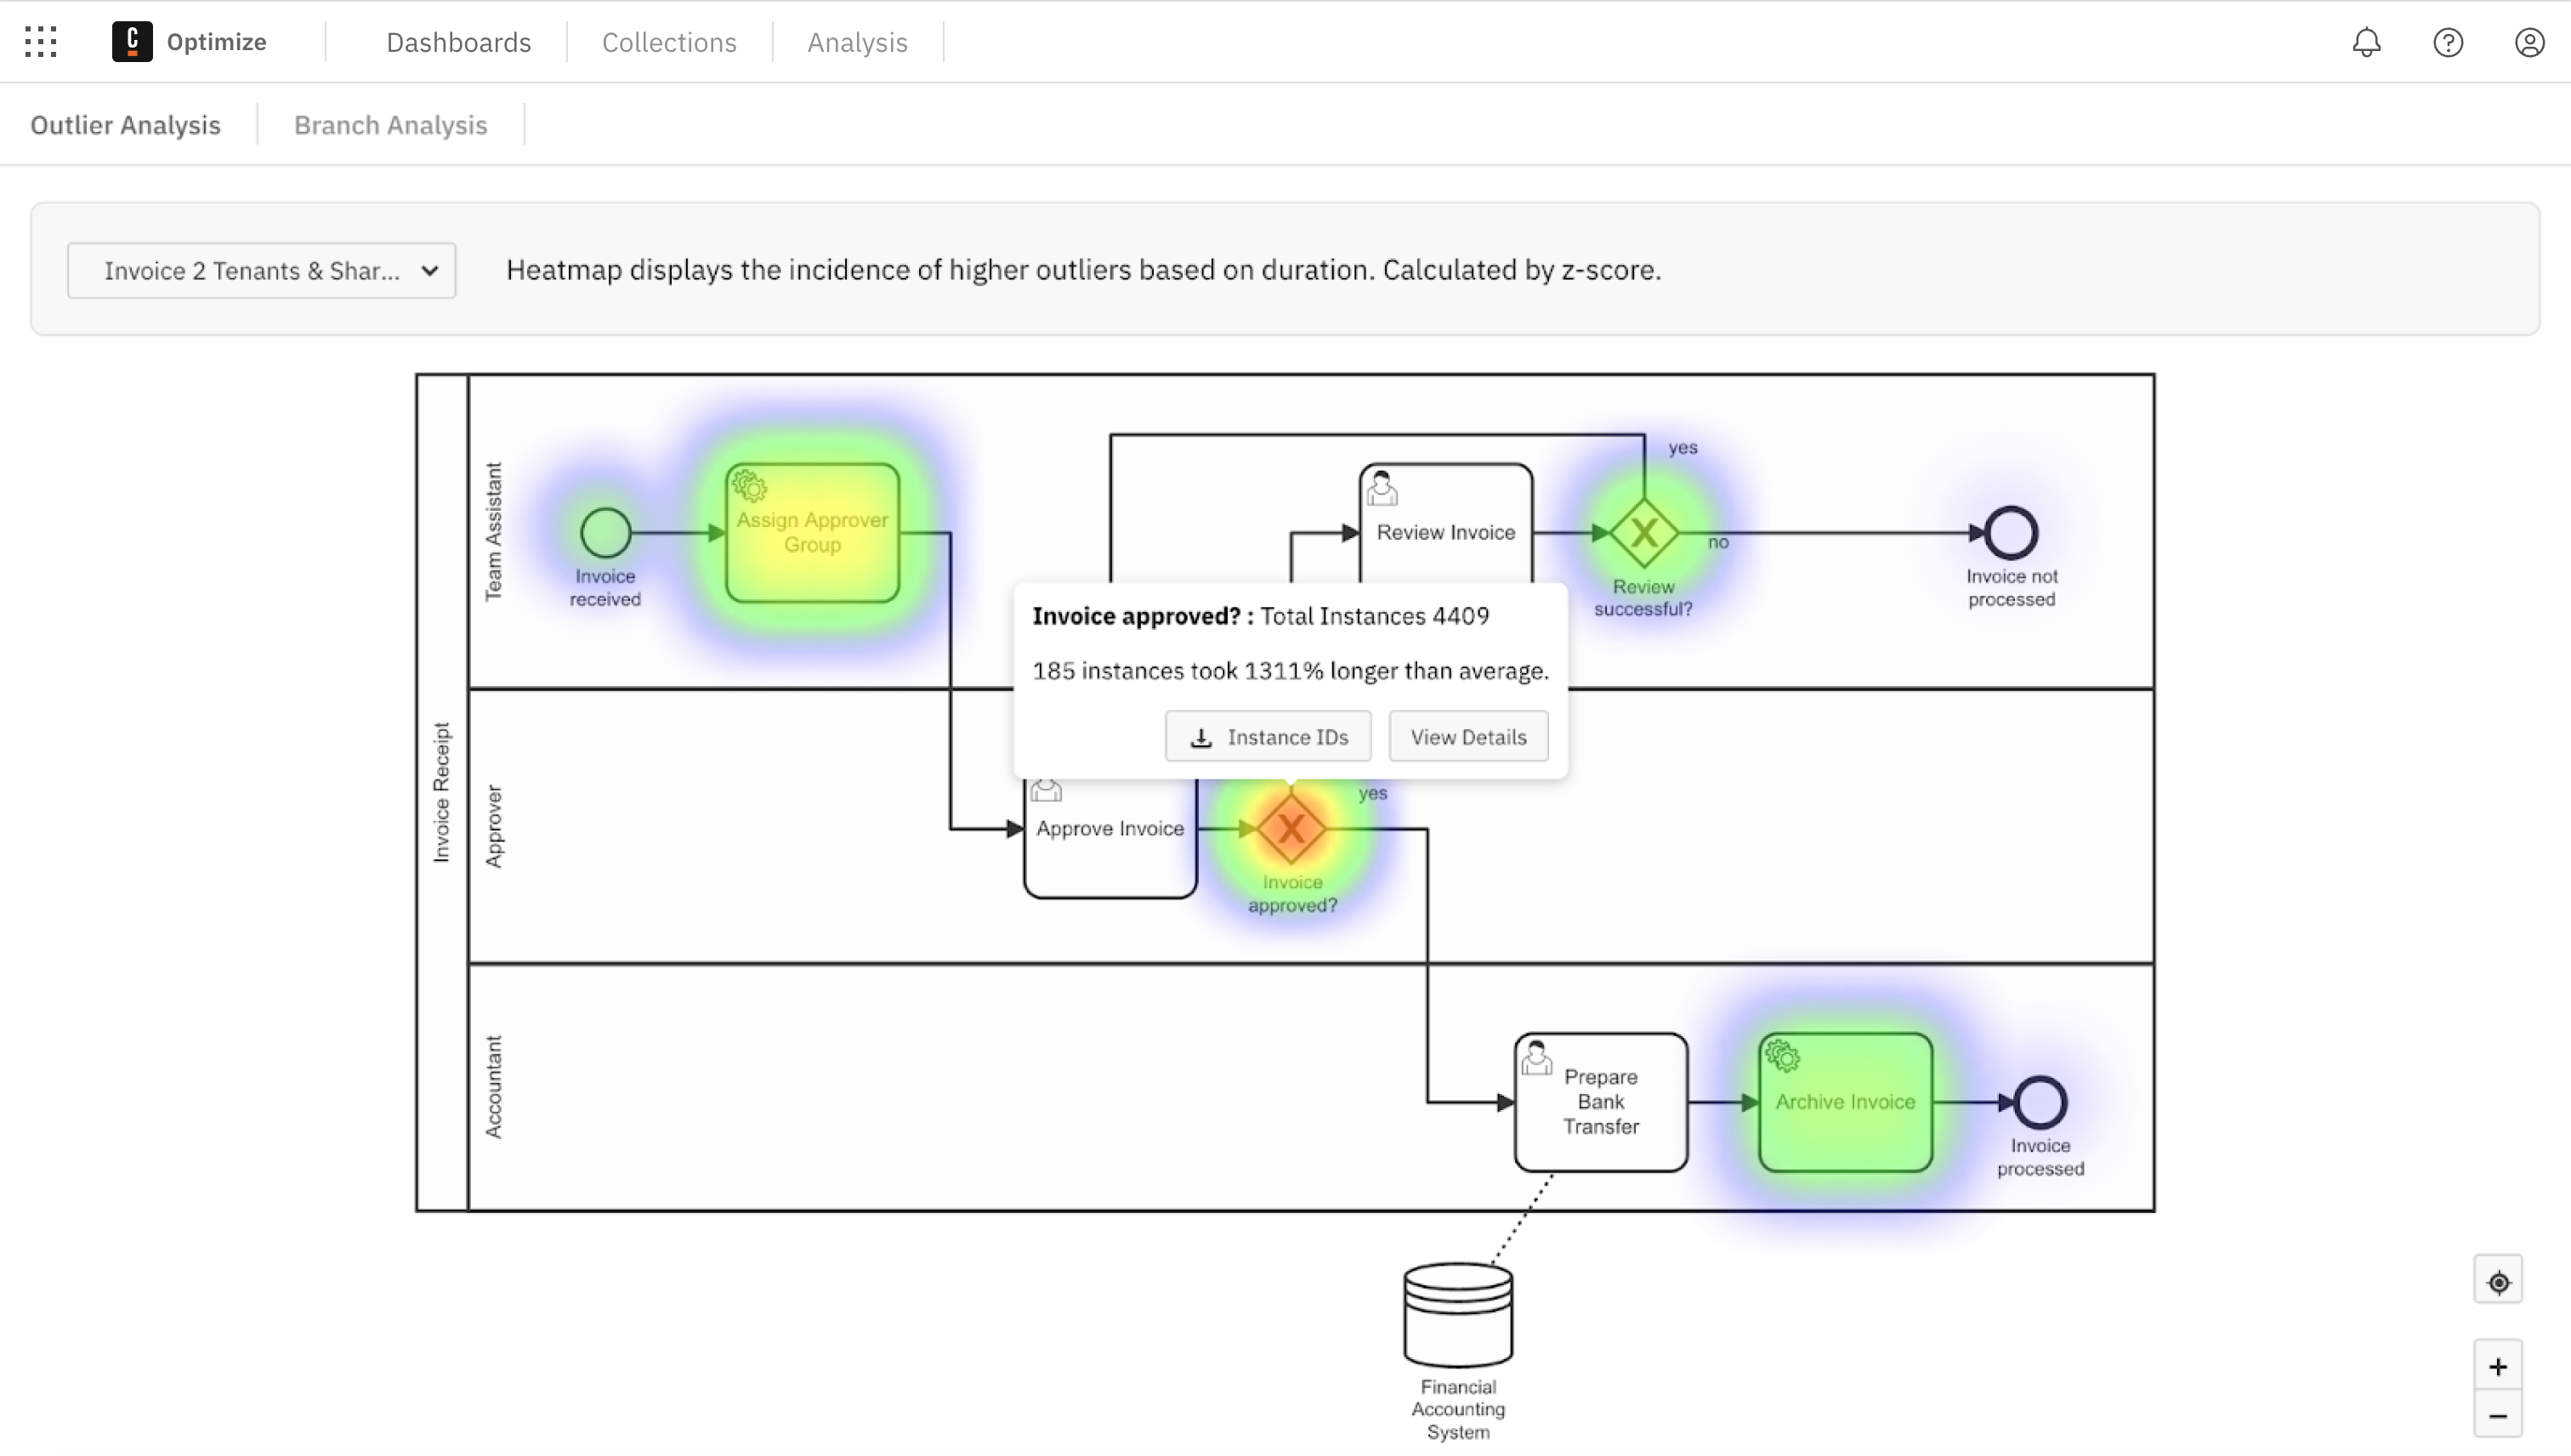 Optimize
Dashboards
Collections
Analysis
Outlier Analysis
Branch Analysis
Invoice 2 Tenants & Shar...
Heatmap displays the incidence of higher outliers based on duration. Calculated by z-score.
Invoice Receipt
Team Assistant
Invoice
received
Assign Approver
Group
Review Invoice
yes
no
Review
successful?
Invoice not
processed
Invoice approved? : Total Instances 4409
185 instances took 1311% longer than average.
Instance IDs
View Details
Approver
Approve Invoice
yes
Invoice
approved?
Accountant
Prepare
Bank
Transfer
Archive Invoice
Invoice
processed
Financial
Accounting
System